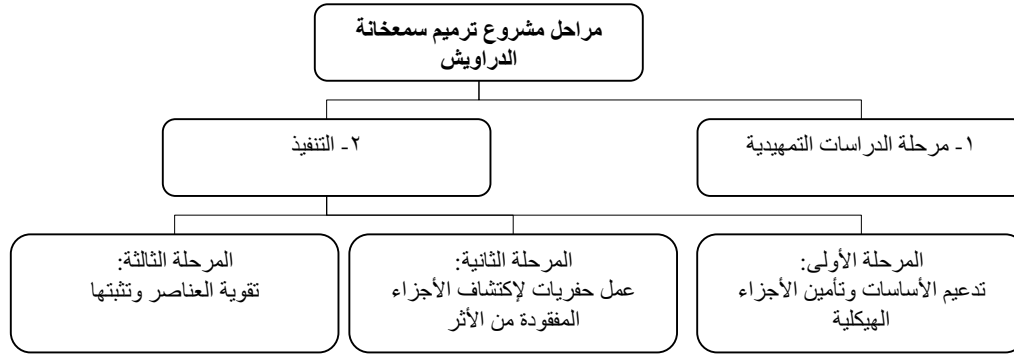 مراحل مشروع ترميم سمعخانة
الدراويش
١- مرحلة الدراسات التمهيدية
٢- التنفيذ
المرحلة الأولى:
تدعيم الأساسات وتأمين الأجزاء
الهيكلية
المرحلة الثانية:
عمل حفريات لإكتشاف الأجزاء
المفقودة من الأثر
المرحلة الثالثة:
تقوية العناصر وتثبتها